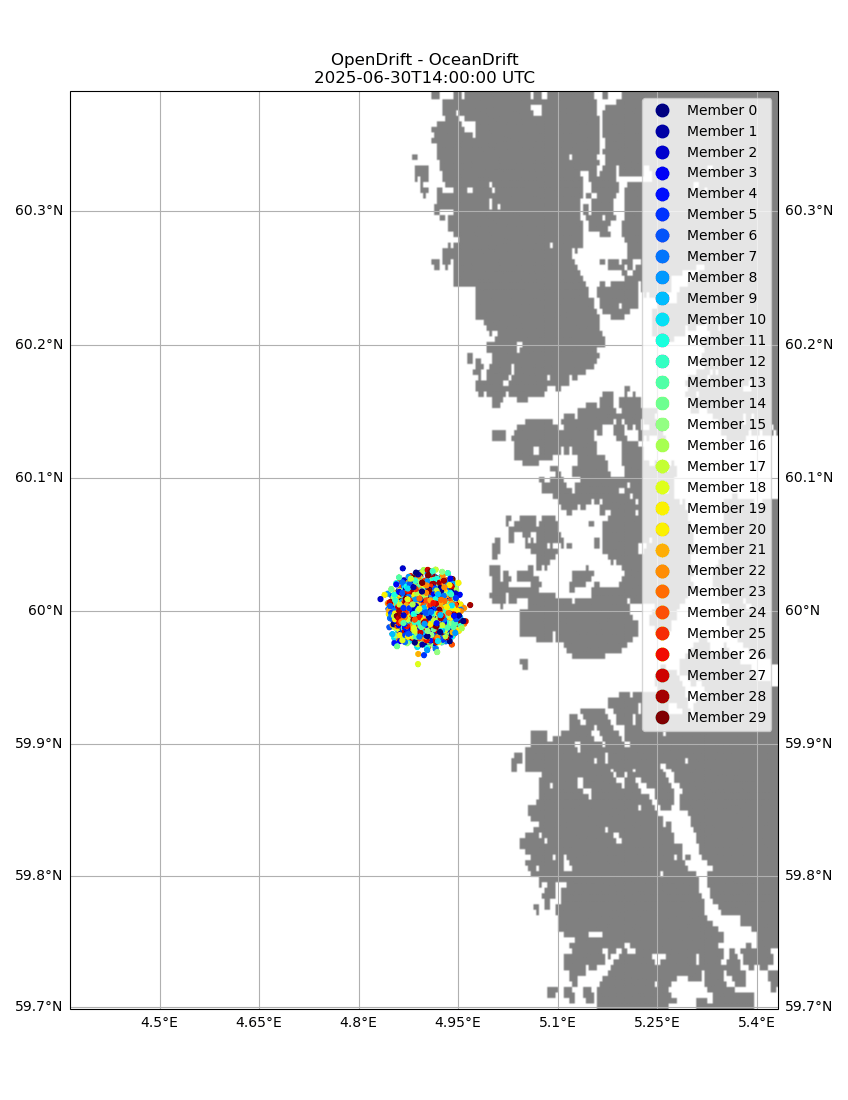 OpenDrift - OceanDrift
2025-06-30T14:00:00 UTC
Member 0
Member 1
Member 2
Member 3
Member 4
Member 5
Member 6
Member 7
Member 8
Member 9
Member 10
Member 11
Member 12
Member 13
Member 14
Member 15
Member 16
Member 17
Member 18
Member 19
Member 20
Member 21
Member 22
Member 23
Member 24
Member 25
Member 26
Member 27
Member 28
Member 29
60.3°N 60.3°N
60.2°N 60.2°N
60.1°N 60.1°N
60°N 60°N
59.9°N 59.9°N
59.8°N 59.8°N
59.7°N 59.7°N
4.5°E 4.65°E 4.8°E 4.95°E 5.1°E 5.25°E 5.4°E